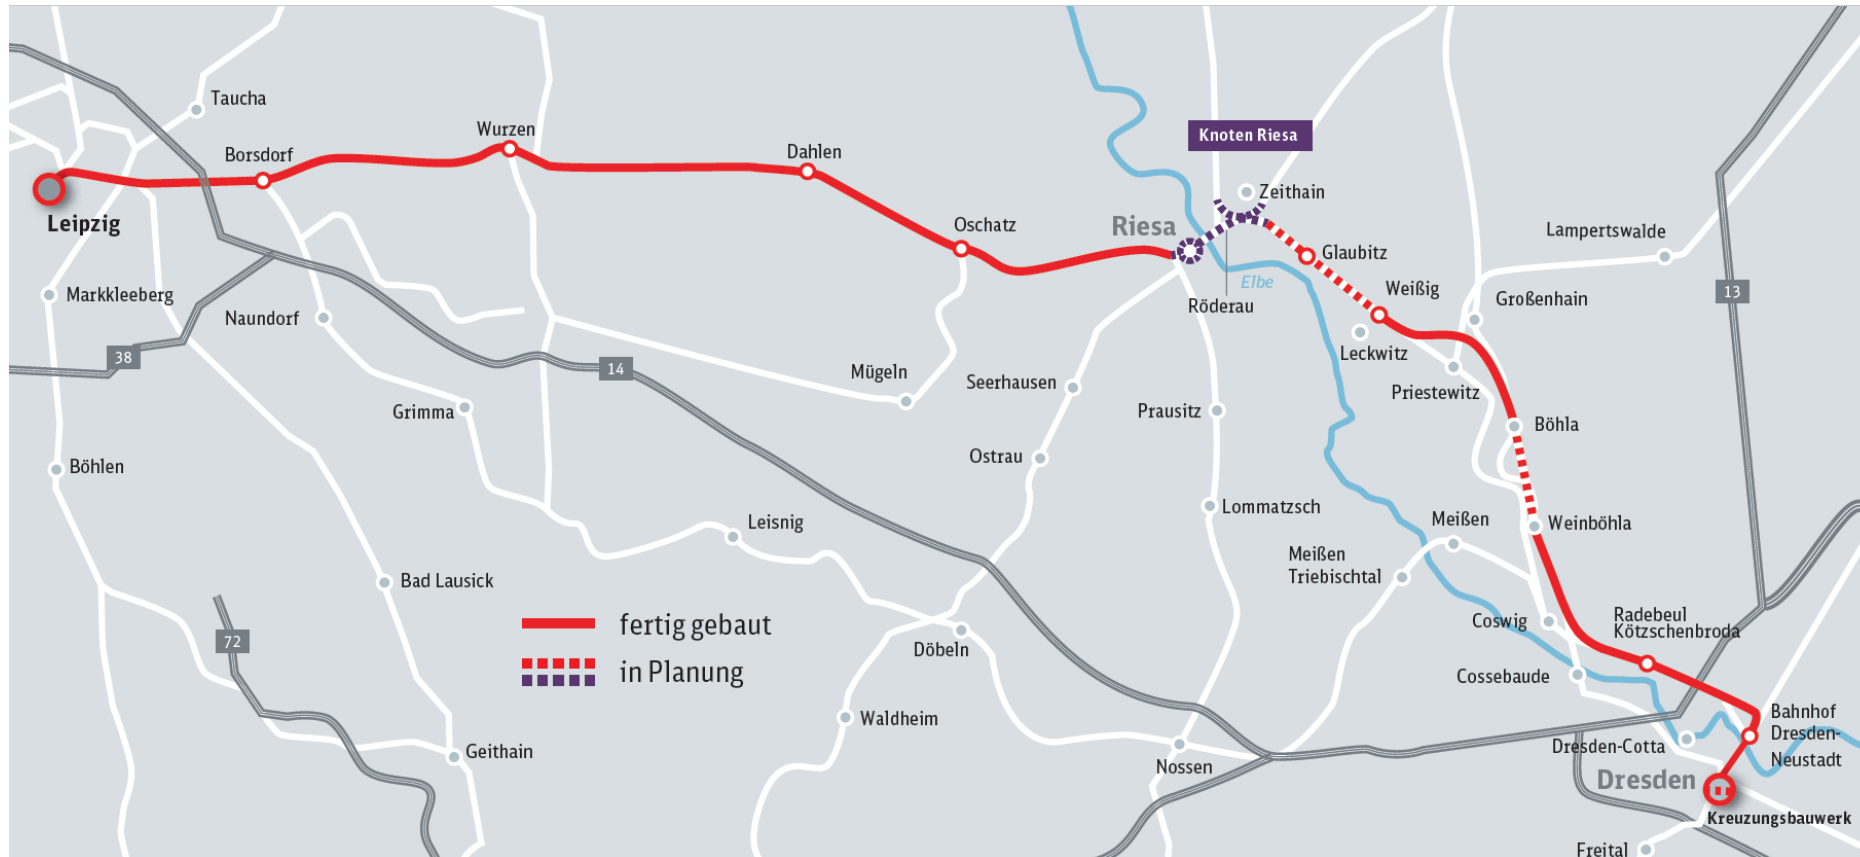 Taucha
Wurzen
Knoten Riesa
Borsdorf
Dahlen
Zeithain
Leipzig
Oschatz
Riesa
Lampertswalde
Glaubitz
Elbe
Weißig
Markkleeberg
Röderau
Großenhain
13
Naundorf
38
14
Leckwitz
Mügeln
Seerhausen
Priestewitz
Grimma
Prausitz
Böhla
Ostrau
Böhlen
Lommatzsch
Leisnig
Meißen
Weinböhla
Meißen
Triebischtal
Bad Lausick
fertig gebaut
Radebeul
Kötzschenbroda
Coswig
72
Döbeln
in Planung
Cossebaude
Waldheim
Bahnhof
Dresden-
Neustadt
Geithain
Dresden-Cotta
Nossen
Dresden
Kreuzungsbauwerk
Freital